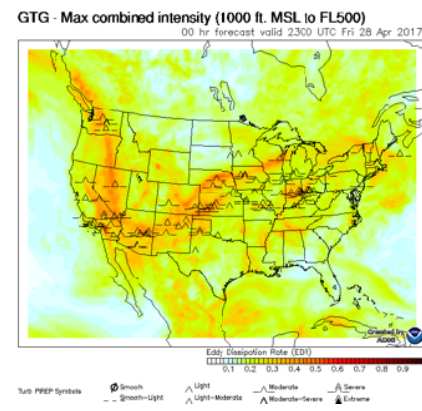 GTG - Max combined intensity (1000 ft. MSL to FL500)
00 hr forecast valid 2300 UTC Fri 28 Apr 2017
Created by
ADDS
Eddy Dissipation Rate (EDR)
0.1 0.2 0.3 0.4 0.5 0.6 0.7 0.8 0.9
Turb PIREP Symbols
Smooth Light Moderate Severe
Smooth-Light Light-Moderate Moderate-Severe Extreme